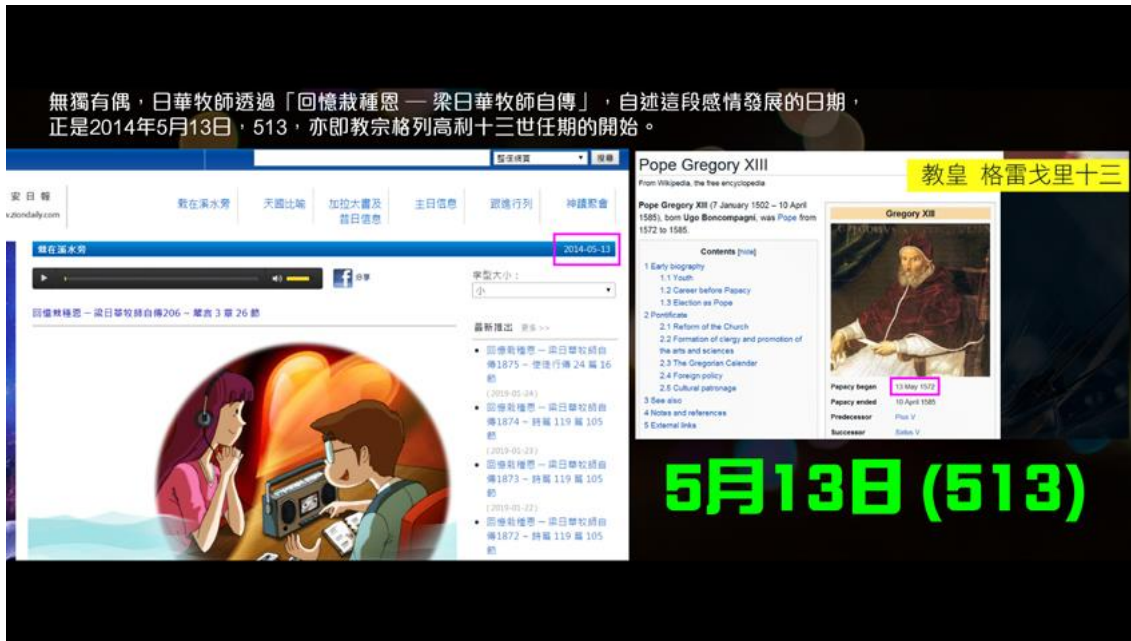 無獨有偶，日華牧師透過「回憶栽種恩 — 梁日華牧師自傳」，自述這段感情發展的日期，
正是2014年5月13日，513，亦即教宗格列高利十三世任期的開始。
整個網頁
搜尋
安日報
ziondaily.com
栽在溪水旁
天國比喻
加拉太書及
昔日信息
主日信息
跟進行列
神蹟聚會
栽在溪水旁
2014-05-13
分享
字型大小：
小
回憶栽種恩 – 梁日華牧師自傳206 – 箴言 3 章 26 節
最新推出 更多 >>
回憶栽種恩 – 梁日華牧師自
傳1875 – 使徒行傳 24 篇 16
節
(2019-01-24)
回憶栽種恩 – 梁日華牧師自
傳1874 – 詩篇 119 篇 105
節
(2019-01-23)
回憶栽種恩 – 梁日華牧師自
傳1873 – 詩篇 119 篇 105
節
(2019-01-22)
回憶栽種恩 – 梁日華牧師自
傳1872 – 詩篇 119 篇 105
節
Pope Gregory XIII
From Wikipedia, the free encyclopedia
教皇 格雷戈里十三
Pope Gregory XIII (7 January 1502 – 10 April
1585), born Ugo Boncompagni, was Pope from
1572 to 1585.
Contents [hide]
1 Early biography
1.1 Youth
1.2 Career before Papacy
1.3 Election as Pope
2 Pontificate
2.1 Reform of the Church
2.2 Formation of clergy and promotion of
the arts and sciences
2.3 The Gregorian Calendar
2.4 Foreign policy
2.5 Cultural patronage
3 See also
4 Notes and references
5 External links
Gregory XIII
Papacy began 13 May 1572
Papacy ended 10 April 1585
Predecessor Pius V
Successor Sixtus V
5月13日 (513)